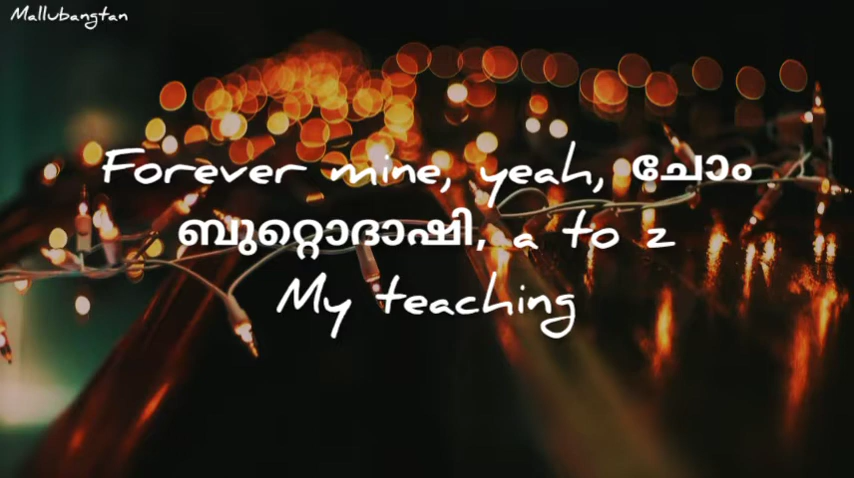 Mallubangtan
Forever mine, yeah, ചോം
ബുറ്റൊദാഷി, a to z
My teaching